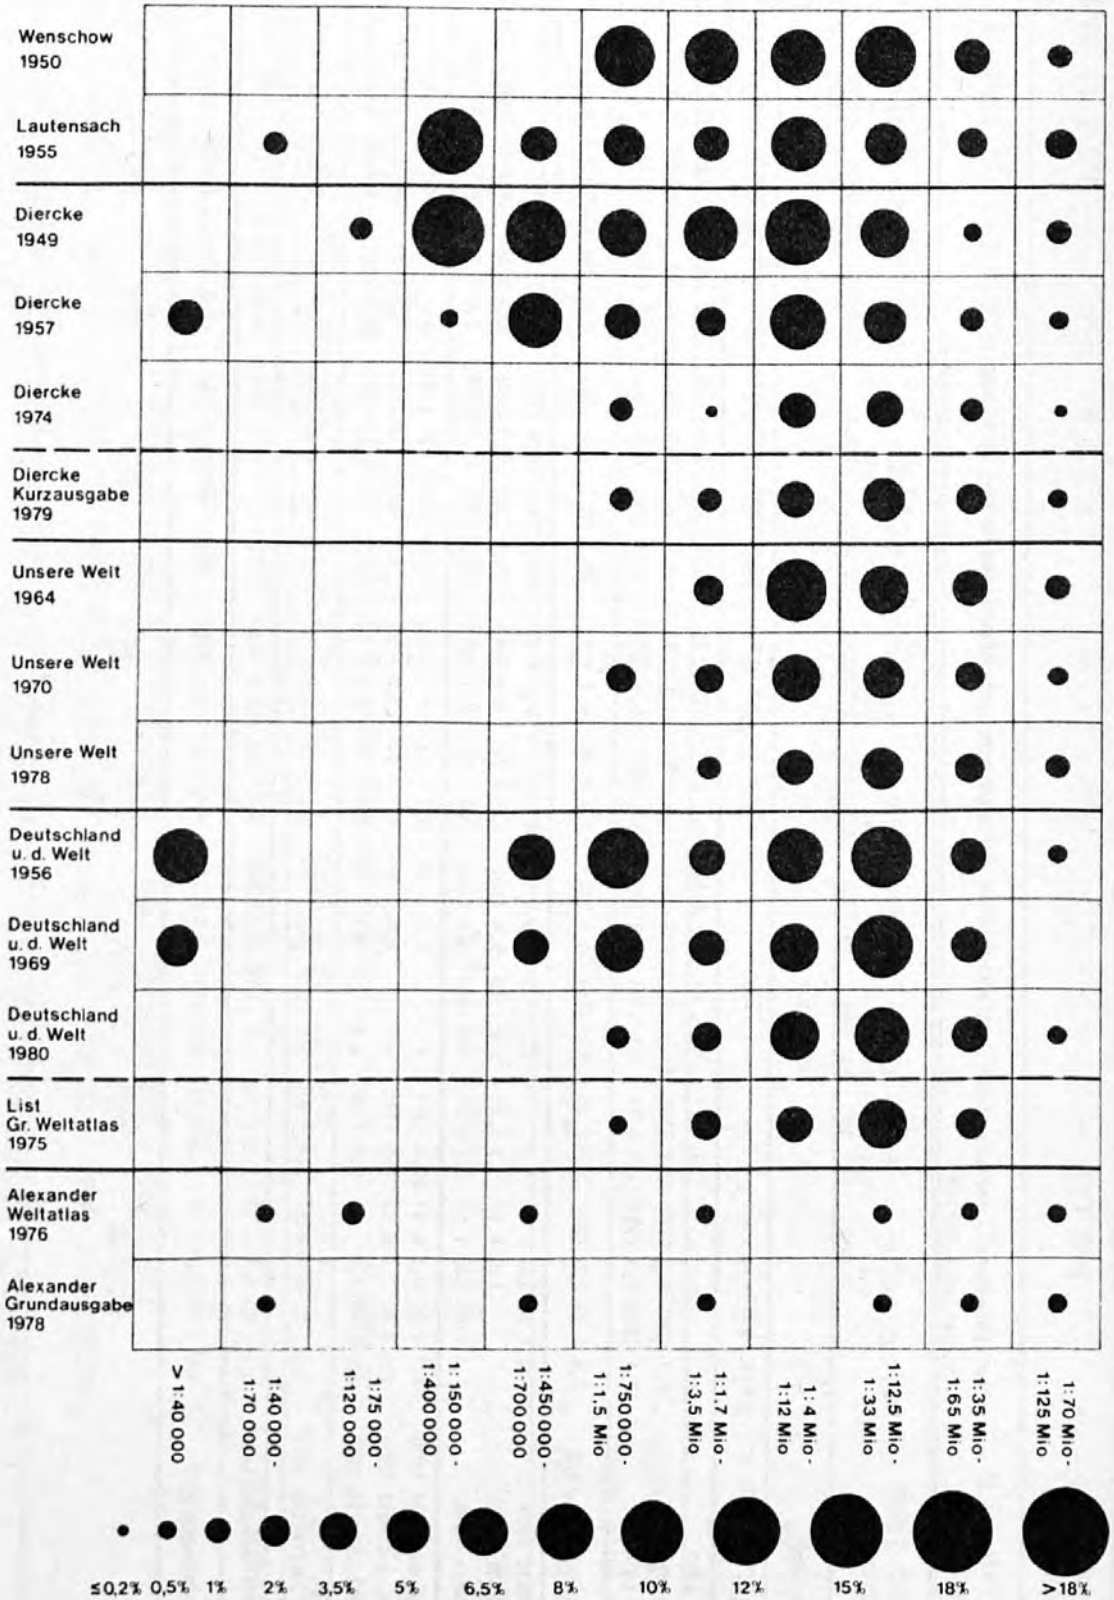 Wenschow
1950
Lautensach
1955
Diercke
1949
Diercke
1957
Diercke
1974
Diercke
Kurzausgabe
1979
Unsere Welt
1964
Unsere Welt
1970
Unsere Welt
1978
Deutschland
u. d. Welt
1956
Deutschland
u. d. Welt
1969
Deutschland
u. d. Welt
1980
List
Gr. Weltatlas
1975
Alexander
Weltatlas
1976
Alexander
Grundausgabe
1978
> 1:40 000
1:40 000 -
1:70 000
1:75 000 -
1:120 000
1:150 000 -
1:400 000
1:450 000 -
1:700 000
1:750 000 -
1:1.5 Mio
1:1.7 Mio -
1:3.5 Mio
1:4 Mio -
1:12 Mio
1:12.5 Mio -
1:33 Mio
1:35 Mio -
1:65 Mio
1:70 Mio -
1:125 Mio
≤0,2% 0,5% 1% 2% 3,5% 5% 6,5% 8% 10% 12% 15% 18% >18%